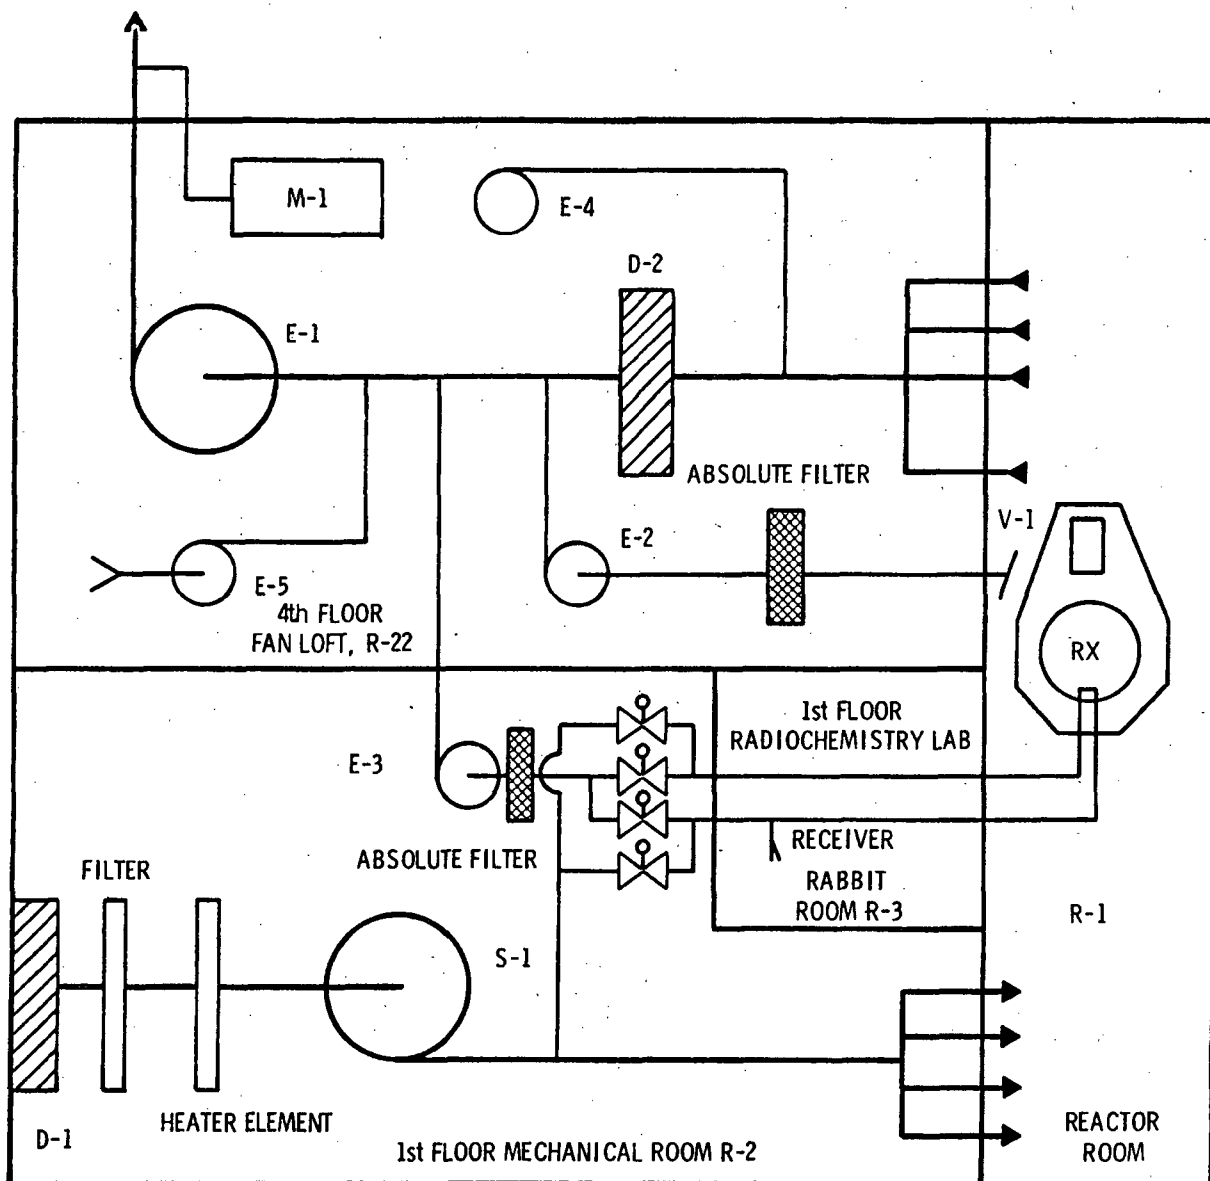 M-1
E-4
D-2
E-1
ABSOLUTE FILTER
V-1
E-2
E-5
4th FLOOR
FAN LOFT, R-22
RX
1st FLOOR
RADIOCHEMISTRY LAB
E-3
RECEIVER
ABSOLUTE FILTER
FILTER
RABBIT
ROOM R-3
R-1
S-1
HEATER ELEMENT
REACTOR
ROOM
D-1
1st FLOOR MECHANICAL ROOM R-2